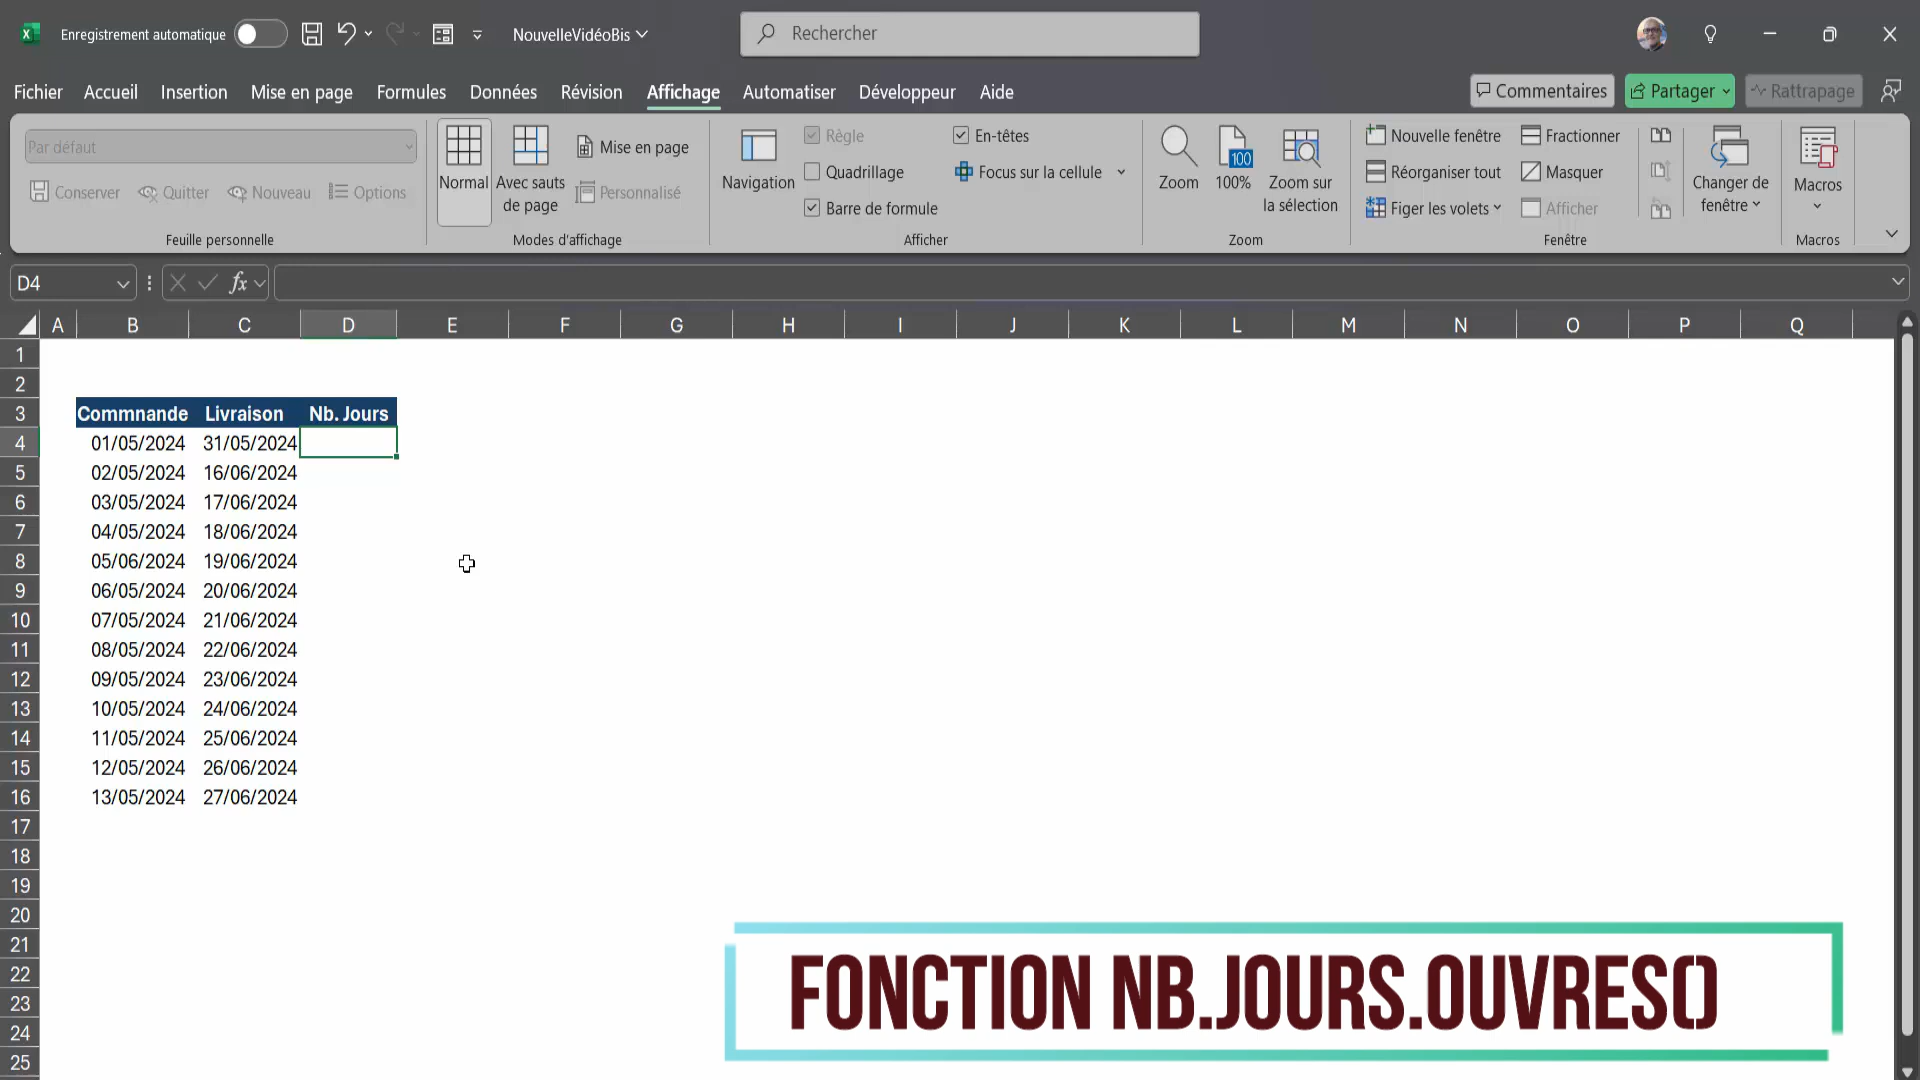 Enregistrement automatique NouvelleVidéoBis Rechercher
Fichier Accueil Insertion Mise en page Formules Données Révision Affichage Automatiser Développeur Aide Commentaires Partager Rattrapage
Par défaut
Conserver Quitter Nouveau Options
Feuille personnelle
Normal
Avec sauts
de page
Mise en page
Personnalisé
Modes d'affichage
Navigation
Règle En-têtes
Quadrillage Focus sur la cellule
Barre de formule
Afficher
Zoom
100
100%
Zoom sur
la sélection
Zoom
Nouvelle fenêtre Fractionner
Réorganiser tout Masquer
Figer les volets Afficher
Changer de
fenêtre
Fenêtre
Macros
Macros
D4 fx
A B C D E F G H I J K L M N O P Q
1
2
3 Commnande Livraison Nb. Jours
4 01/05/2024 31/05/2024
5 02/05/2024 16/06/2024
6 03/05/2024 17/06/2024
7 04/05/2024 18/06/2024
8 05/06/2024 19/06/2024
9 06/05/2024 20/06/2024
10 07/05/2024 21/06/2024
11 08/05/2024 22/06/2024
12 09/05/2024 23/06/2024
13 10/05/2024 24/06/2024
14 11/05/2024 25/06/2024
15 12/05/2024 26/06/2024
16 13/05/2024 27/06/2024
17
18
19
20
21
22
23
24
25
FONCTION NB.JOURS.OUVRES()